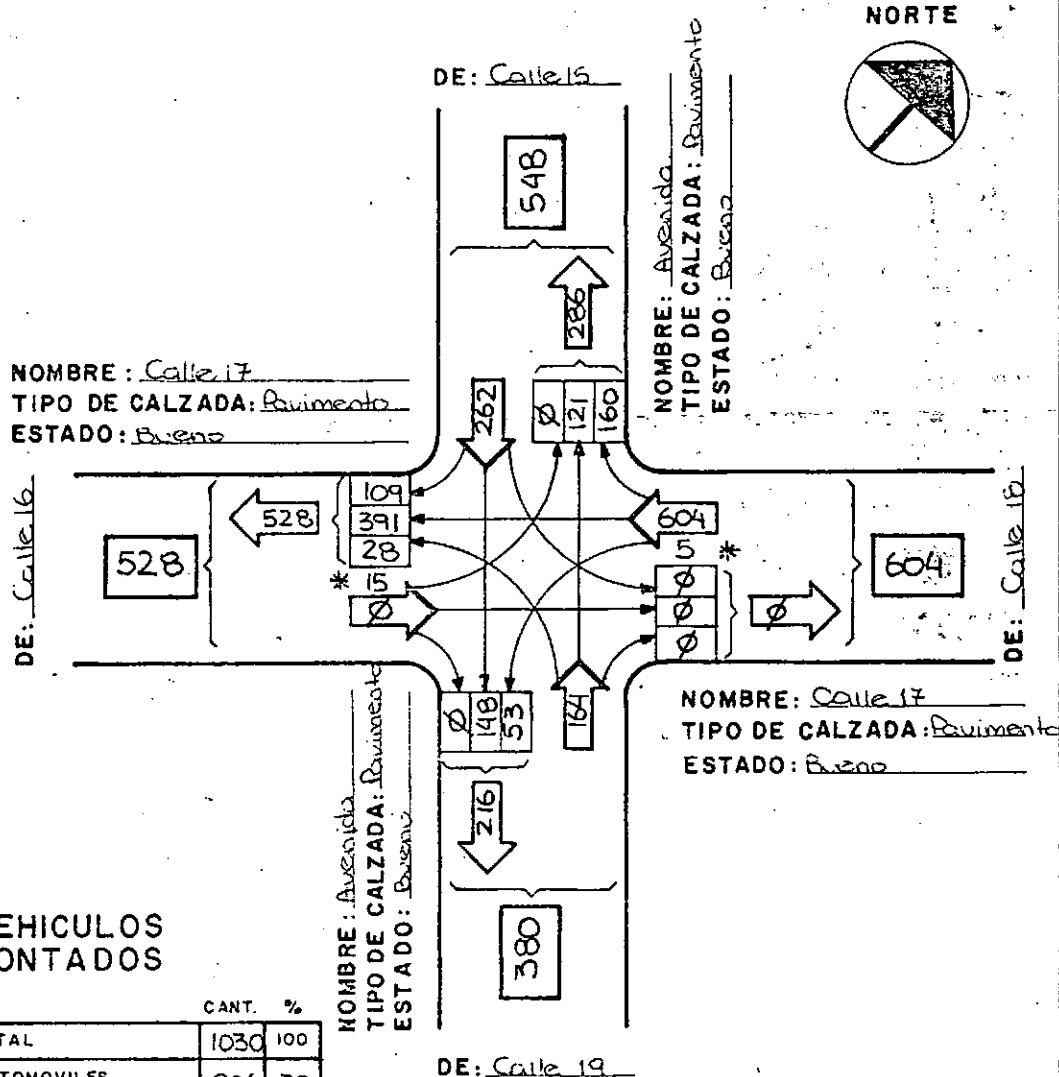 NORTE
DE: Calle 15
548
286
NOMBRE: Avenida
TIPO DE CALZADA: Pavimento
ESTADO: Bueno
NOMBRE: Calle 17
TIPO DE CALZADA: Pavimento
ESTADO: Bueno
262
Ø 121 160
DE: Calle 16
528
528
109
391
28
* 15
Ø
604
5 *
Ø
Ø
Ø
Ø
604
DE: Calle 18
Ø 148 53
164
NOMBRE: Calle 17
TIPO DE CALZADA: Pavimento
ESTADO: Bueno
216
NOMBRE: Avenida
TIPO DE CALZADA: Pavimento
ESTADO: Bueno
380
EHICULOS
ONTADOS
CANT. %
TAL 1030 100
DE: Calle 19